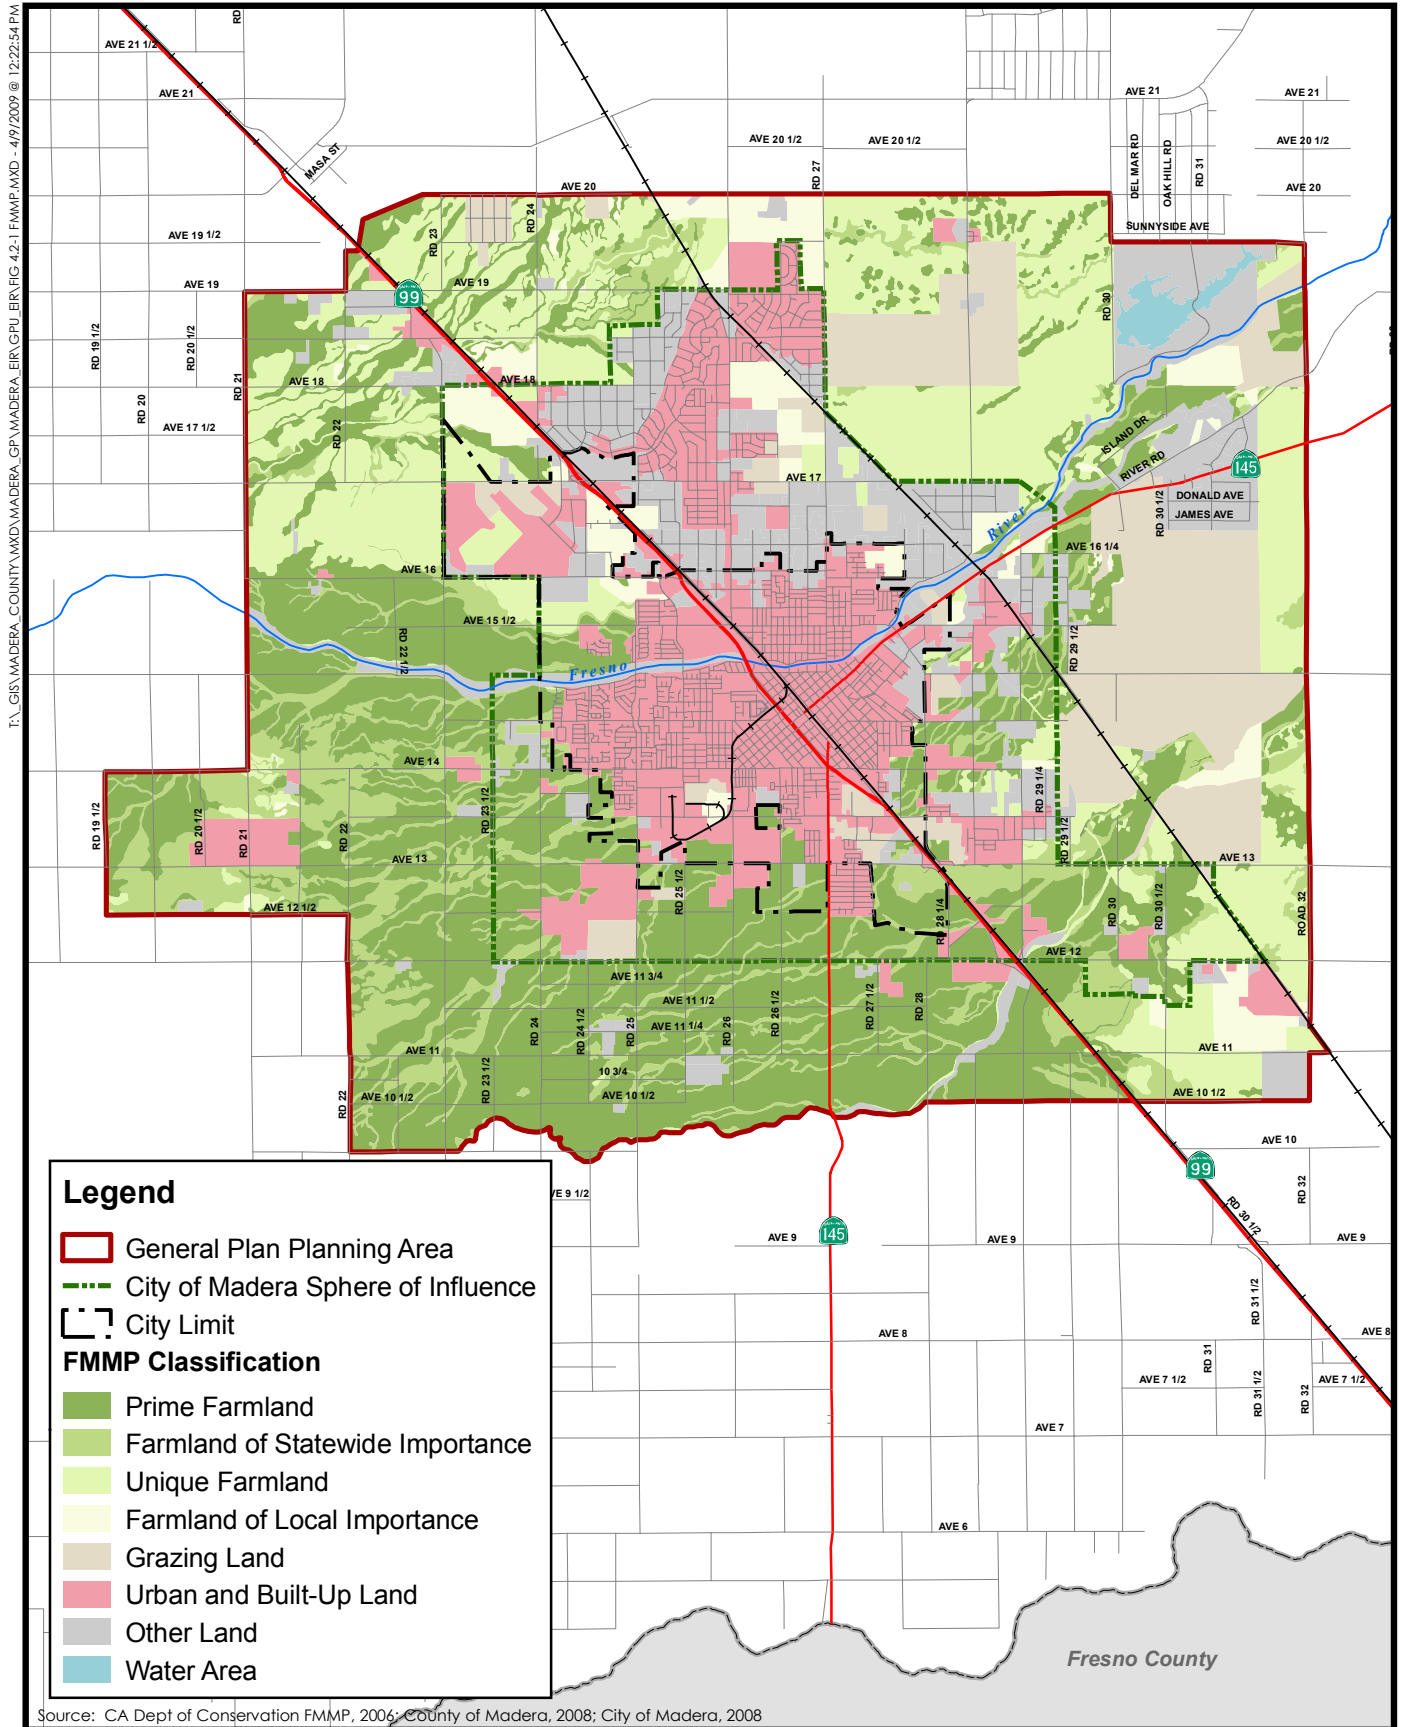 T:\_GIS\MADERA_COUNTY\MXD\MADERA_GP\MADERA_EIR\GPU_EIR\FIG 4.2-1 FMMP.MXD - 4/9/2009 @ 12:22:54 PM
RD
AVE 21 1/2
AVE 21
AVE 21
AVE 21
MASA ST
AVE 20 1/2
AVE 20 1/2
AVE 20 1/2
RD 27
DEL MAR RD
OAK HILL RD
RD 31
AVE 20
AVE 20
SUNNYSIDE AVE
AVE 19 1/2
RD 23
RD 24
AVE 19
AVE 19
99
RD 30
RD 19 1/2
RD 20 1/2
RD 21
RD 20
AVE 18
AVE 18
AVE 17 1/2
RD 22
AVE 17
ISLAND DR
RIVER RD
145
DONALD AVE
JAMES AVE
RD 30 1/2
River
AVE 16 1/4
AVE 16
AVE 15 1/2
RD 22 1/2
Fresno
RD 29 1/2
AVE 14
RD 19 1/2
RD 20 1/2
RD 21
RD 22
RD 23 1/2
RD 29 1/4
RD 29 1/2
AVE 13
AVE 13
AVE 12 1/2
RD 25 1/2
RD 28 1/4
RD 30
RD 30 1/2
ROAD 32
AVE 12
AVE 11 3/4
AVE 11 1/2
AVE 11 1/4
RD 24
RD 24 1/2
RD 25
RD 26
RD 26 1/2
RD 27 1/2
RD 28
AVE 11
AVE 11
10 3/4
RD 22
AVE 10 1/2
RD 23 1/2
AVE 10 1/2
AVE 10 1/2
AVE 10
99
RD 32
RD 30 1/2
VE 9 1/2
145
AVE 9
AVE 9
AVE 9
RD 31 1/2
AVE 8
AVE 8
RD 31
AVE 7 1/2
RD 31 1/2
RD 32
AVE 7 1/2
AVE 7
AVE 6
Fresno County
Legend
General Plan Planning Area
City of Madera Sphere of Influence
City Limit
FMMP Classification
Prime Farmland
Farmland of Statewide Importance
Unique Farmland
Farmland of Local Importance
Grazing Land
Urban and Built-Up Land
Other Land
Water Area
Source: CA Dept of Conservation FMMP, 2006; County of Madera, 2008; City of Madera, 2008